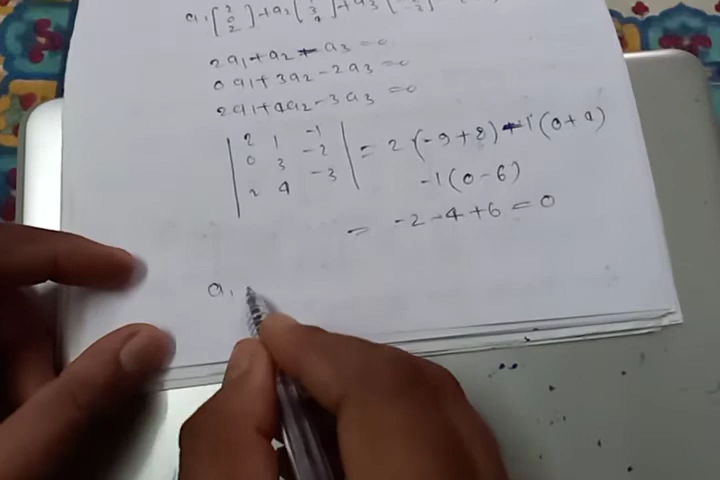 a₁ [2 0 2] + a₂ [1 3 4] + a₃
2a₁ + a₂ - a₃ = 0
0a₁ + 3a₂ - 2a₃ = 0
2a₁ + 4a₂ - 3a₃ = 0
| 2 1 -1 | = 2 (-9+8) - 1 (0+4)
| 0 3 -2 |
| 2 4 -3 | -1 (0-6)
= -2 -4 +6 = 0
a₁